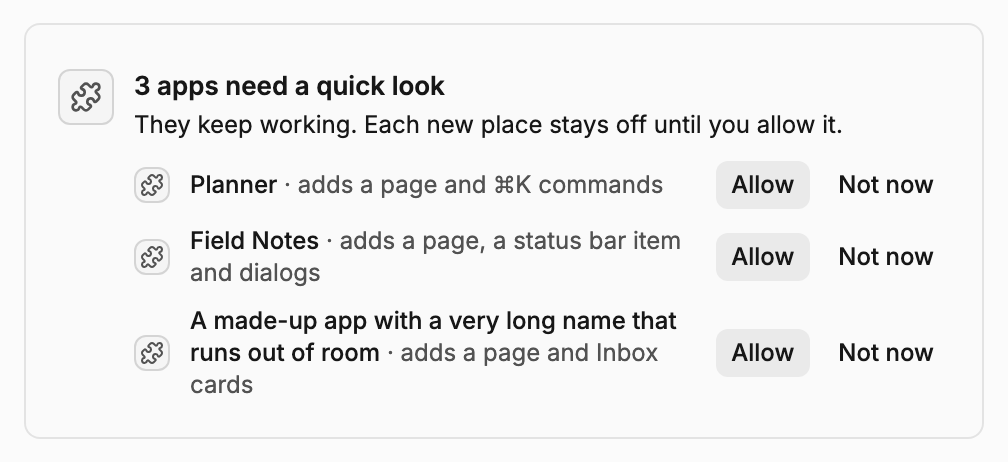 3 apps need a quick look
They keep working. Each new place stays off until you allow it.
Planner · adds a page and ⌘K commands Allow Not now
Field Notes · adds a page, a status bar item
and dialogs Allow Not now
A made-up app with a very long name that
runs out of room · adds a page and Inbox
cards Allow Not now